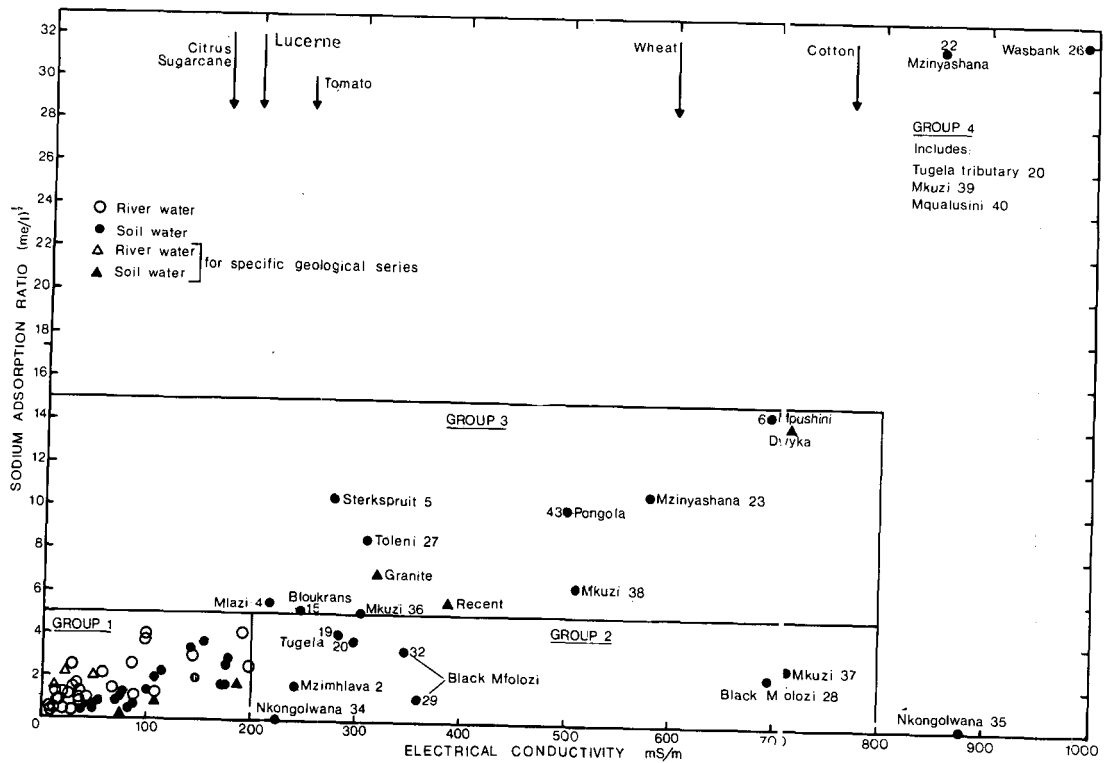 32
30
28
26
24
22
20
18
16
14
12
10
8
6
4
2
0
SODIUM ADSORPTION RATIO (me/l)½
Citrus
Sugarcane
Lucerne
Tomato
Wheat
Cotton
22
Mzinyashana
Wasbank 26
GROUP 4
Includes:
Tugela tributary 20
Mkuzi 39
Mqualusini 40
River water
Soil water
River water
Soil water
for specific geological series
GROUP 3
6
Dwyka
Sterkspruit 5
43 Pongola
Mzinyashana 23
Toleni 27
Granite
Mkuzi 38
Recent
Mlazi 4
Bloukrans
15
Mkuzi 36
GROUP 1
GROUP 2
19
Tugela
20
32
Black Mfolozi
29
Mzimhlava 2
Nkongolwana 34
Mkuzi 37
Black M olozi 28
Nkongolwana 35
100
200
300
400
500
600
700
800
900
1000
ELECTRICAL CONDUCTIVITY mS/m